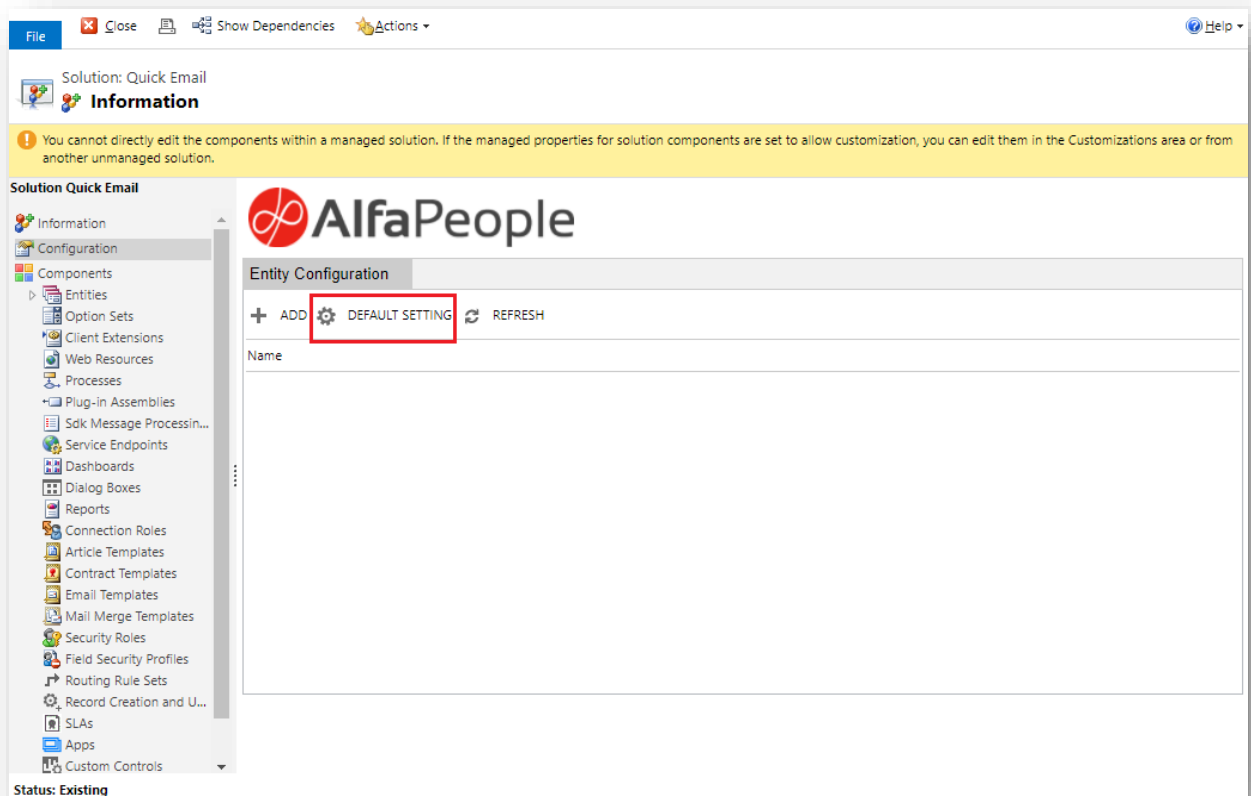 File
Close
Show Dependencies
Actions
Help
Solution: Quick Email
Information
You cannot directly edit the components within a managed solution. If the managed properties for solution components are set to allow customization, you can edit them in the Customizations area or from
another unmanaged solution.
Solution Quick Email
Information
Configuration
Components
Entities
Option Sets
Client Extensions
Web Resources
Processes
Plug-in Assemblies
Sdk Message Processin...
Service Endpoints
Dashboards
Dialog Boxes
Reports
Connection Roles
Article Templates
Contract Templates
Email Templates
Mail Merge Templates
Security Roles
Field Security Profiles
Routing Rule Sets
Record Creation and U...
SLAs
Apps
Custom Controls
Status: Existing
AlfaPeople
Entity Configuration
ADD DEFAULT SETTING REFRESH
Name